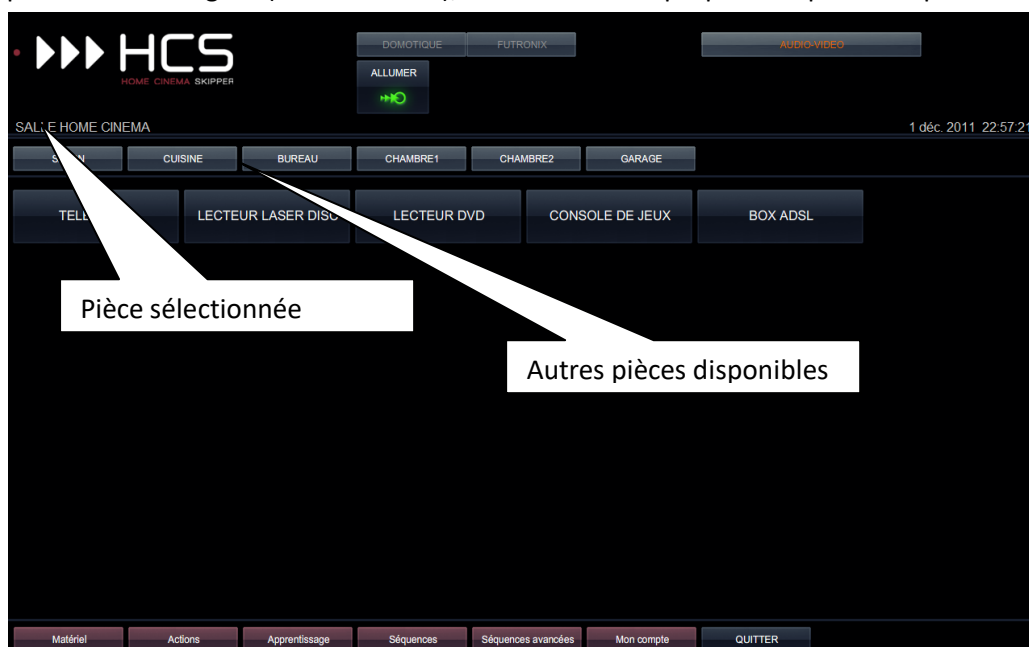 HCS
HOME CINEMA SKIPPER
DOMOTIQUE FUTRONIX AUDIO-VIDEO
ALLUMER
SALLE HOME CINEMA 1 déc. 2011 22:57:21
CUISINE BUREAU CHAMBRE1 CHAMBRE2 GARAGE
LECTEUR LASER DISC LECTEUR DVD CONSOLE DE JEUX BOX ADSL
Pièce sélectionnée
Autres pièces disponibles
Matériel Actions Apprentissage Séquences Séquences avancées Mon compte QUITTER